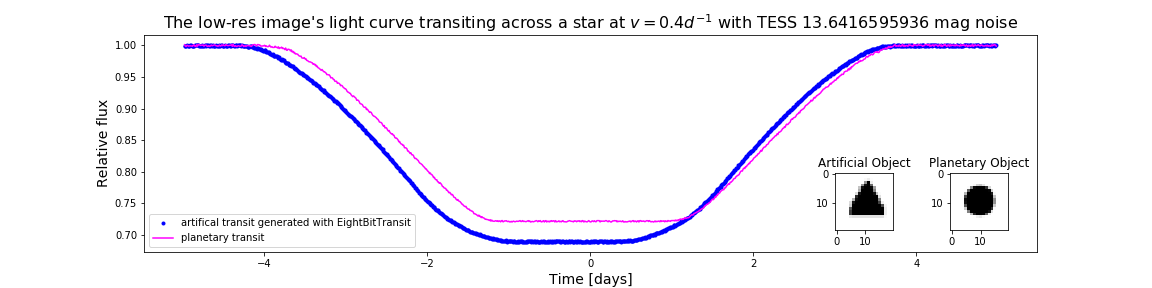 The low-res image's light curve transiting across a star at v = 0.4d⁻¹ with TESS 13.6416595936 mag noise
Relative flux
1.00
0.95
0.90
0.85
0.80
0.75
0.70
artifical transit generated with EightBitTransit
planetary transit
Artificial Object
0
10
0 10
Planetary Object
0
10
0 10
−4 −2 0 2 4
Time [days]